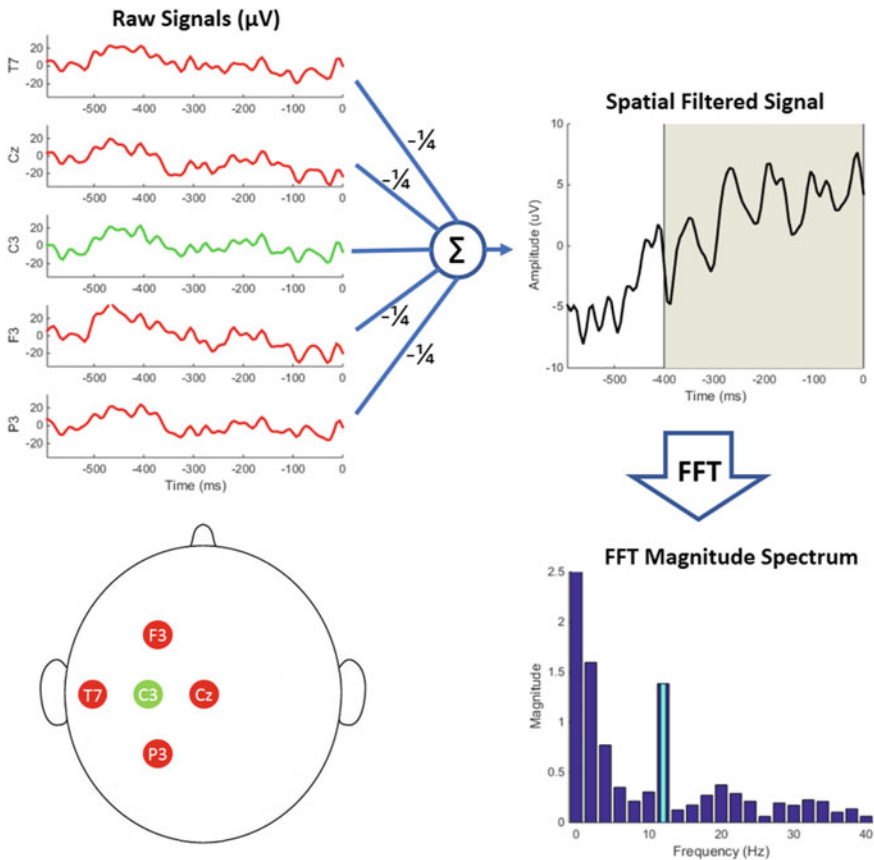 Raw Signals (µV)
T7
20
0
-20
-500 -400 -300 -200 -100 0
Cz
20
0
-20
-500 -400 -300 -200 -100 0
C3
20
0
-20
-500 -400 -300 -200 -100 0
F3
20
0
-20
-500 -400 -300 -200 -100 0
P3
20
0
-20
-500 -400 -300 -200 -100 0
Time (ms)
-¼
-¼
-¼
-¼
Σ
Spatial Filtered Signal
Amplitude (uV)
10
5
0
-5
-10
-500 -400 -300 -200 -100 0
Time (ms)
FFT
F3
T7 C3 Cz
P3
FFT Magnitude Spectrum
Magnitude
2.5
2
1.5
1
0.5
0
0 10 20 30 40
Frequency (Hz)